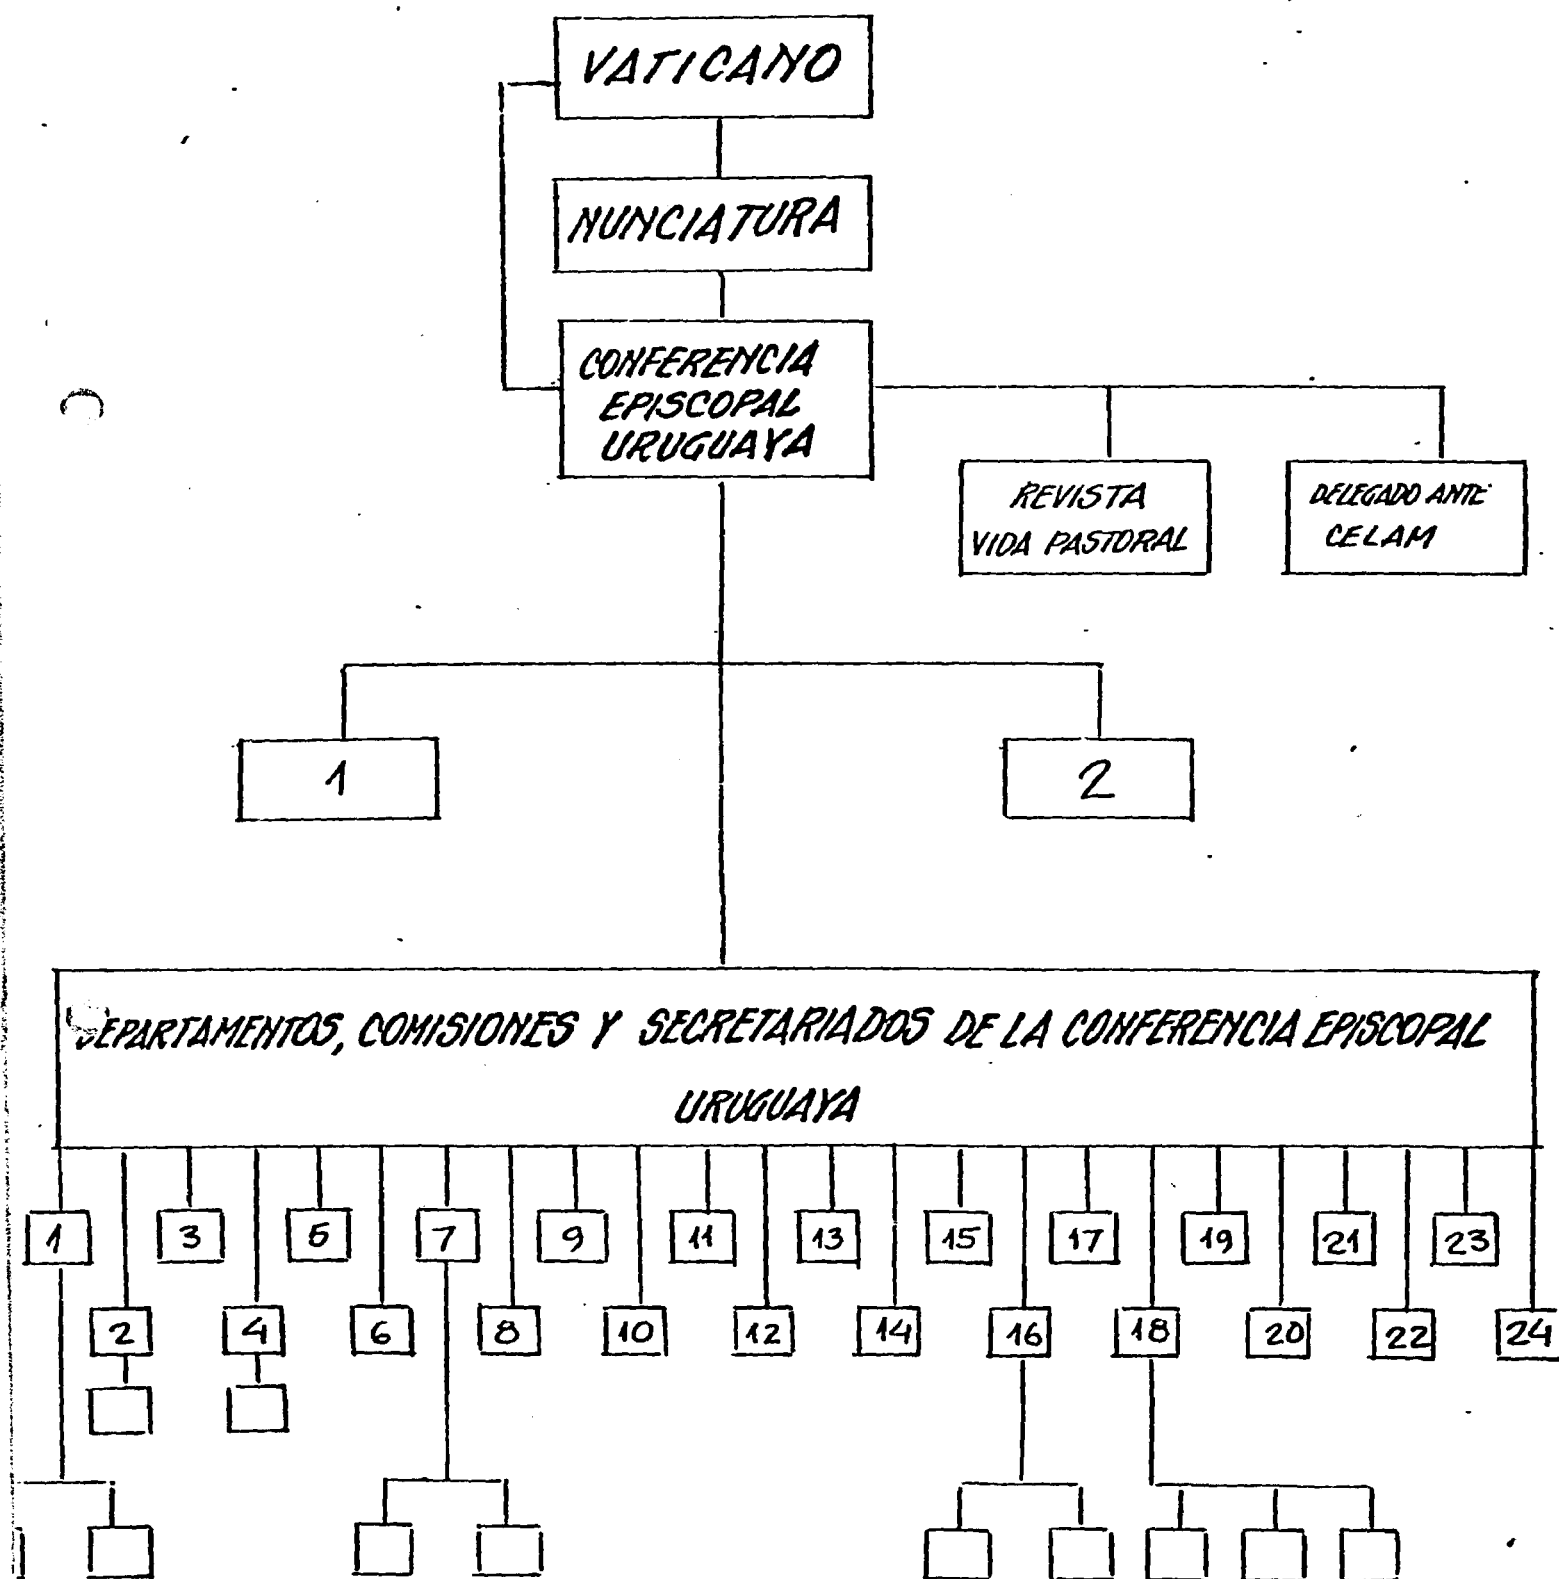 VATICANO
NUNCIATURA
CONFERENCIA
EPISCOPAL
URUGUAYA
REVISTA
VIDA PASTORAL
DELEGADO ANTE
CELAM
1
2
DEPARTAMENTOS, COMISIONES Y SECRETARIADOS DE LA CONFERENCIA EPISCOPAL
URUGUAYA
1 3 5 7 9 11 13 15 17 19 21 23
2 4 6 8 10 12 14 16 18 20 22 24